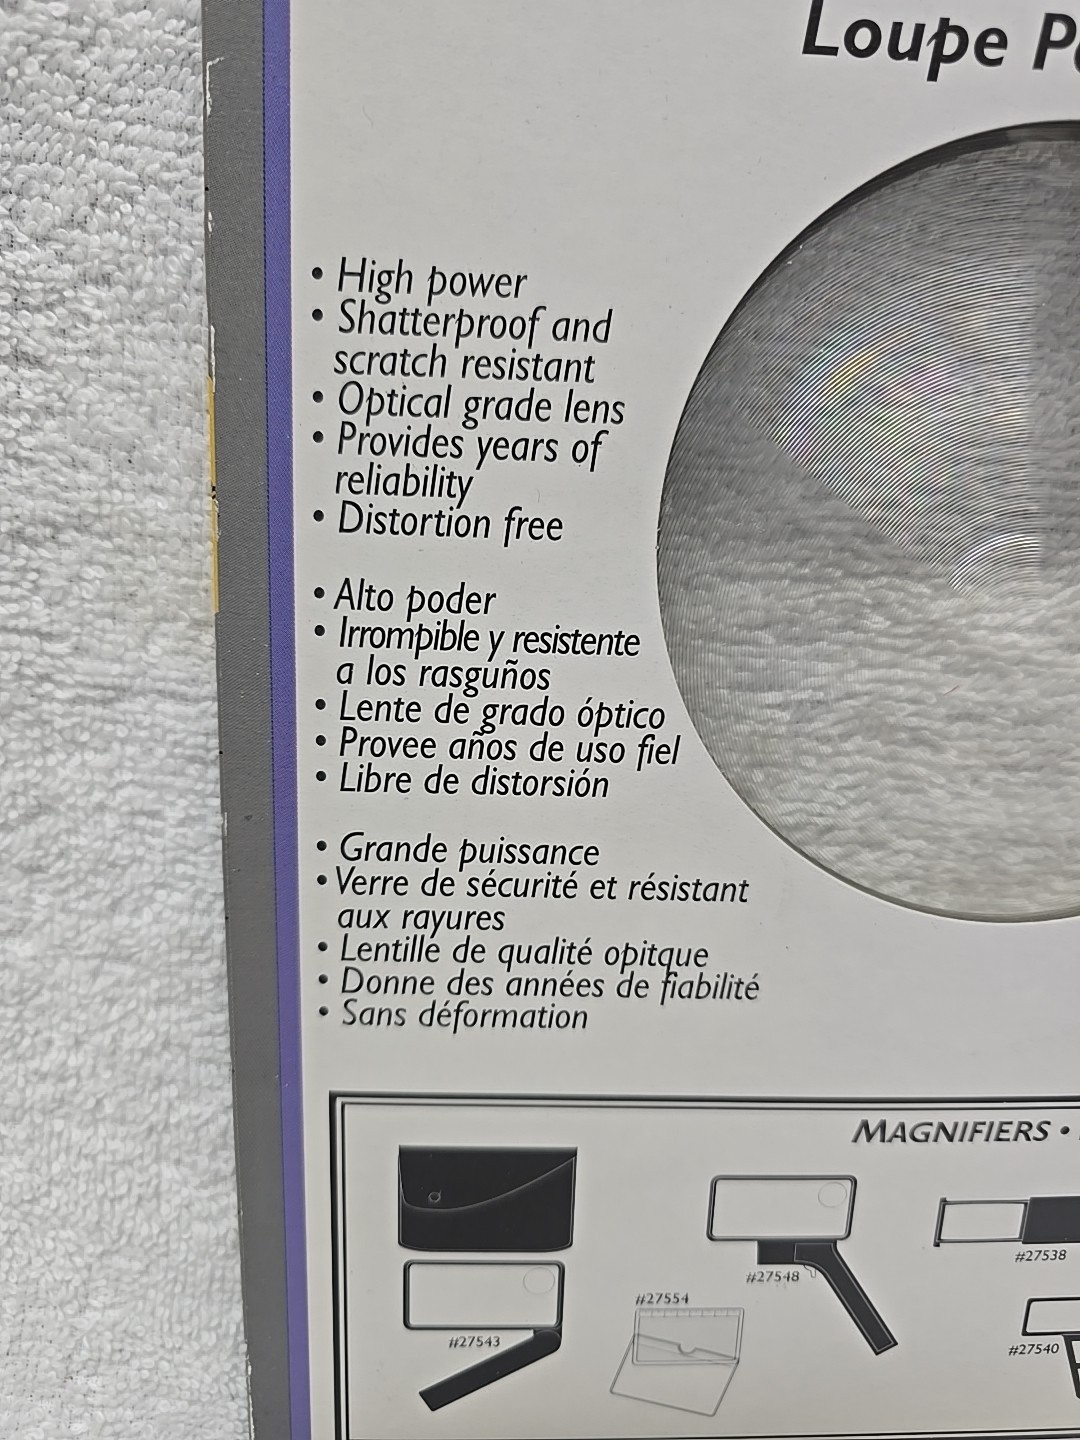 Loupe
• High power
• Shatterproof and
scratch resistant
• Optical grade lens
• Provides years of
reliability
• Distortion free
• Alto poder
• Irrompible y resistente
a los rasguños
• Lente de grado óptico
• Provee años de uso fiel
• Libre de distorsión
• Grande puissance
• Verre de sécurité et résistant
aux rayures
• Lentille de qualité opitque
• Donne des années de fiabilité
• Sans déformation
MAGNIFIERS •
#27538
#27548
#27554
#27543
#27540